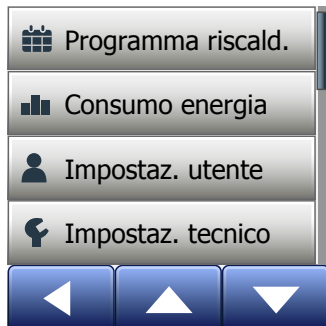 Programma riscald.
Consumo energia
Impostaz. utente
Impostaz. tecnico